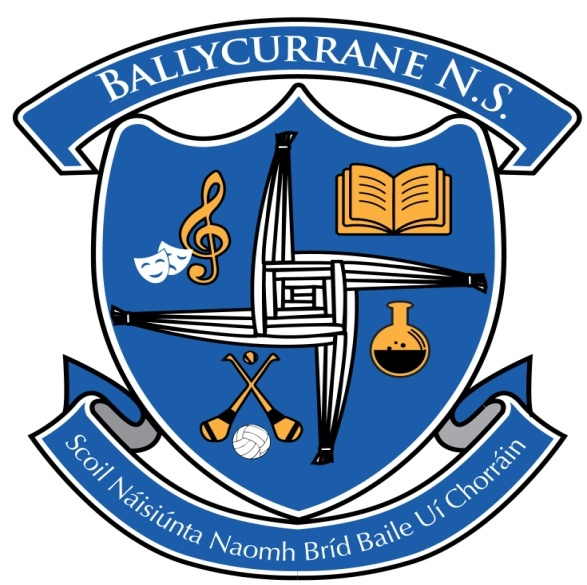 BALLYCURRANE N.S.
Scoil Náisiúnta Naomh Bríd Baile Uí Chorráin